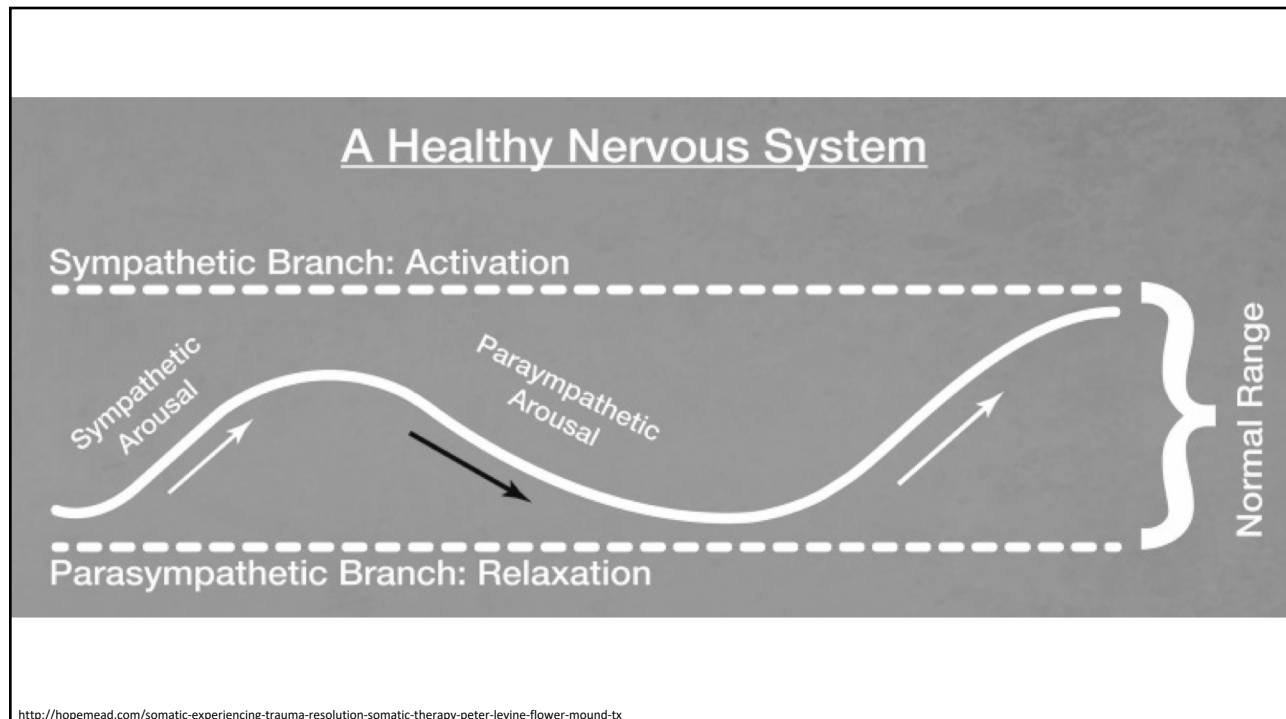 A Healthy Nervous System
Sympathetic Branch: Activation
Sympathetic
Arousal
Paraympathetic
Arousal
Normal Range
Parasympathetic Branch: Relaxation
http://hopemead.com/somatic-experiencing-trauma-resolution-somatic-therapy-peter-levine-flower-mound-tx